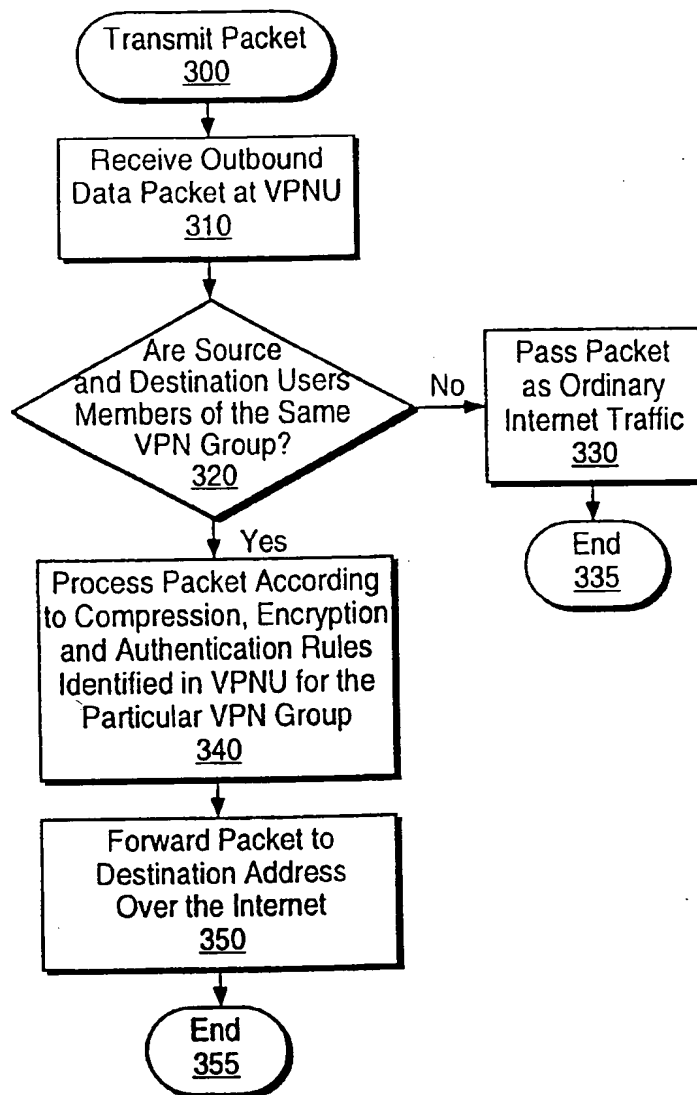 Transmit Packet
300
Receive Outbound
Data Packet at VPNU
310
Are Source
and Destination Users
Members of the Same
VPN Group?
320
No
Pass Packet
as Ordinary
Internet Traffic
330
End
335
Yes
Process Packet According
to Compression, Encryption
and Authentication Rules
Identified in VPNU for the
Particular VPN Group
340
Forward Packet to
Destination Address
Over the Internet
350
End
355